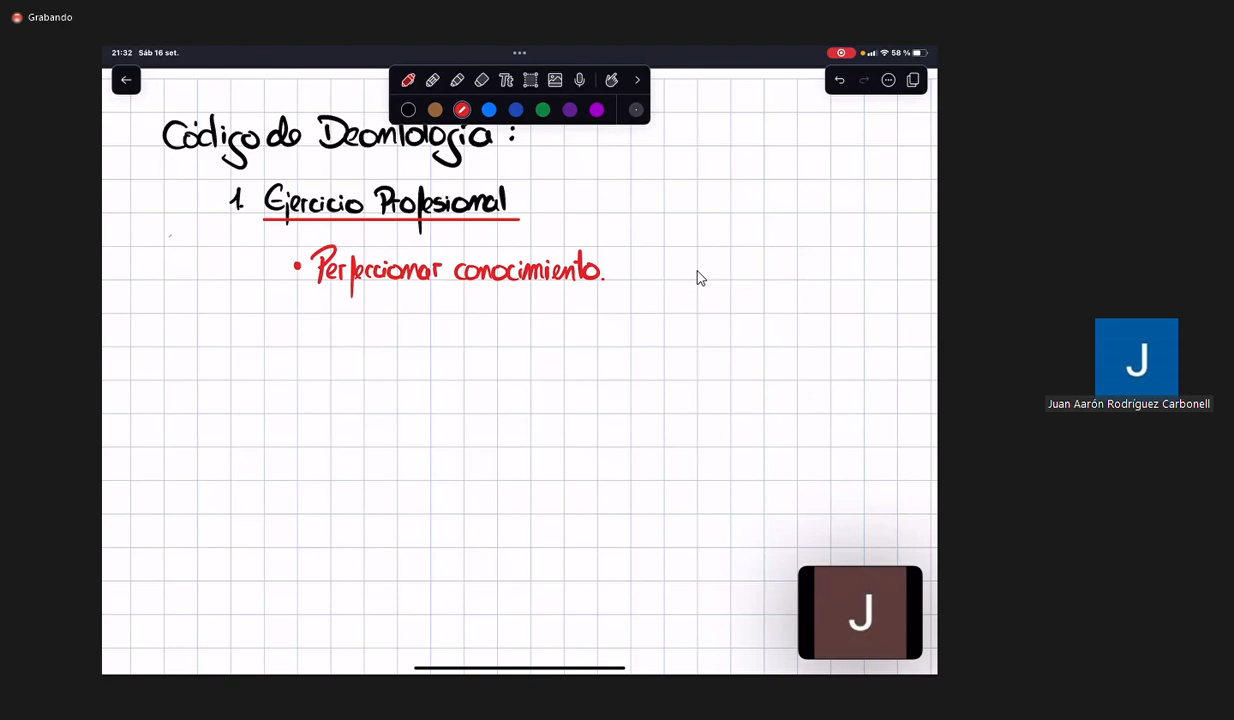 Grabando
21:32 Sáb 16 set.
58 %
Tt
Código de Deontología :
1. Ejercicio Profesional
• Perfeccionar conocimiento.
J
Juan Aarón Rodríguez Carbonell
J